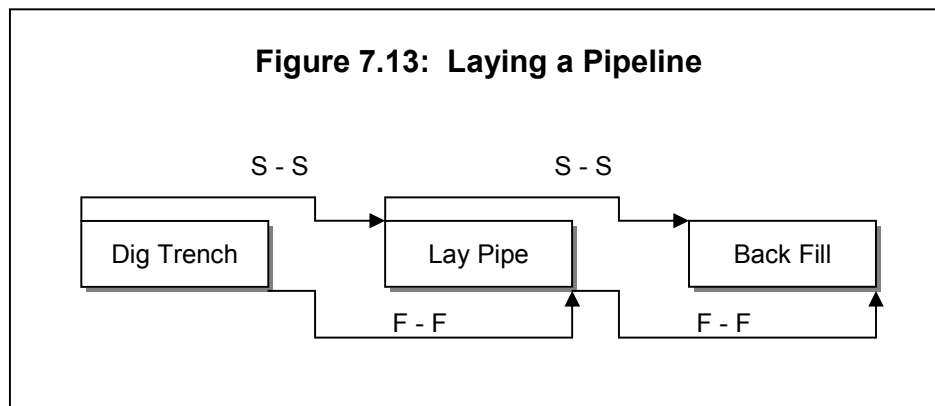 Figure 7.13:  Laying a Pipeline
S - S
S - S
Dig Trench
Lay Pipe
Back Fill
F - F
F - F